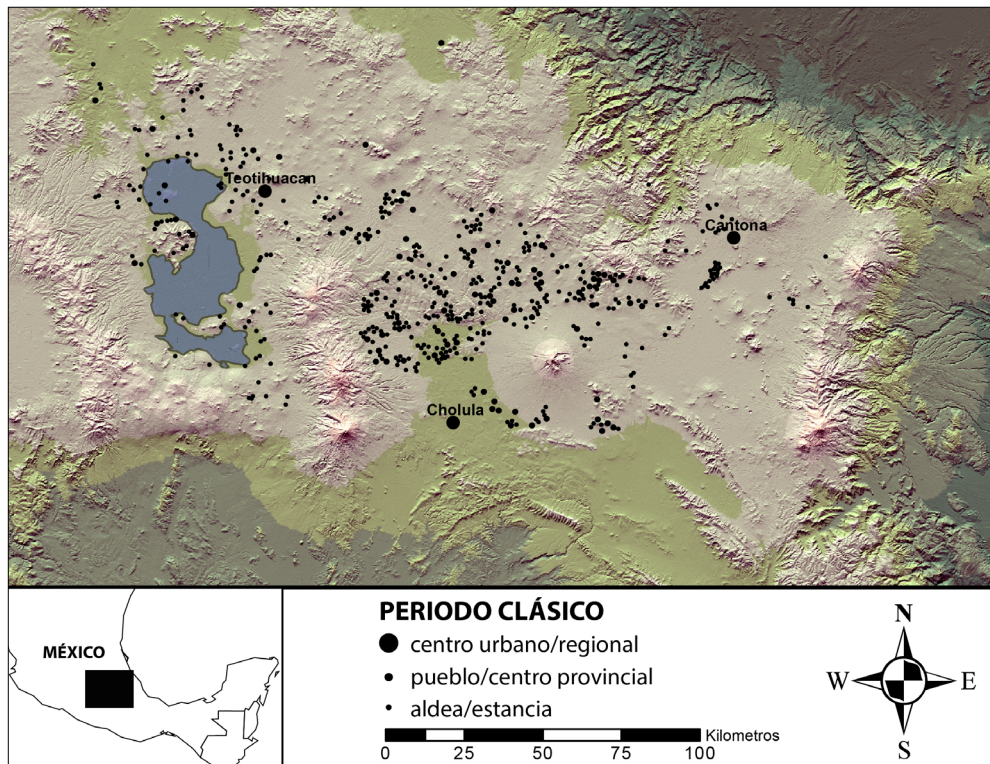 Teotihuacan
Cantona
Cholula
MÉXICO
PERIODO CLÁSICO
centro urbano/regional
pueblo/centro provincial
aldea/estancia
Kilometros
0 25 50 75 100
N
W E
S